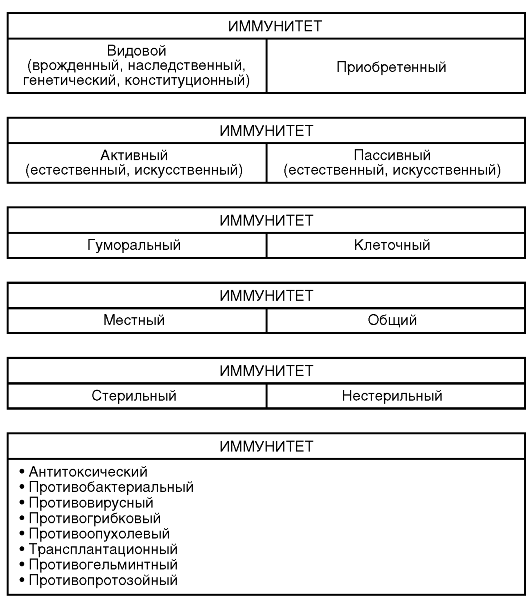 ИММУНИТЕТ
Видовой
(врожденный, наследственный,
генетический, конституционный)
Приобретенный
ИММУНИТЕТ
Активный
(естественный, искусственный)
Пассивный
(естественный, искусственный)
ИММУНИТЕТ
Гуморальный
Клеточный
ИММУНИТЕТ
Местный
Общий
ИММУНИТЕТ
Стерильный
Нестерильный
ИММУНИТЕТ
• Антитоксический
• Противобактериальный
• Противовирусный
• Противогрибковый
• Противоопухолевый
• Трансплантационный
• Противогельминтный
• Противопротозойный